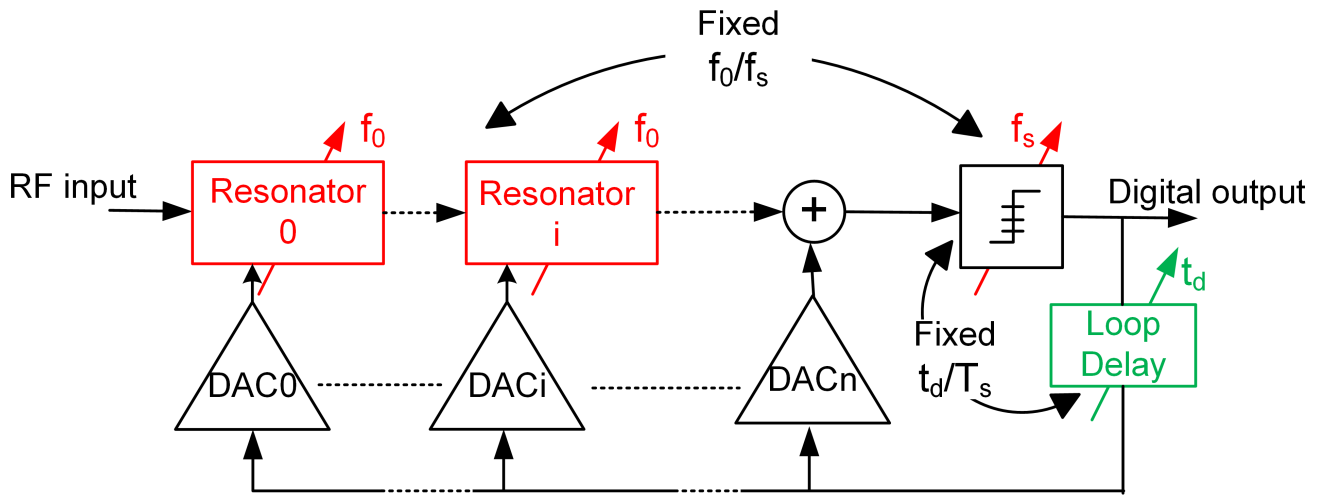 Fixed
f0/fs
f0
f0
fs
RF input
Resonator
0
Resonator
i
+
Digital output
td
Loop
Delay
Fixed
td/Ts
DAC0
DACi
DACn